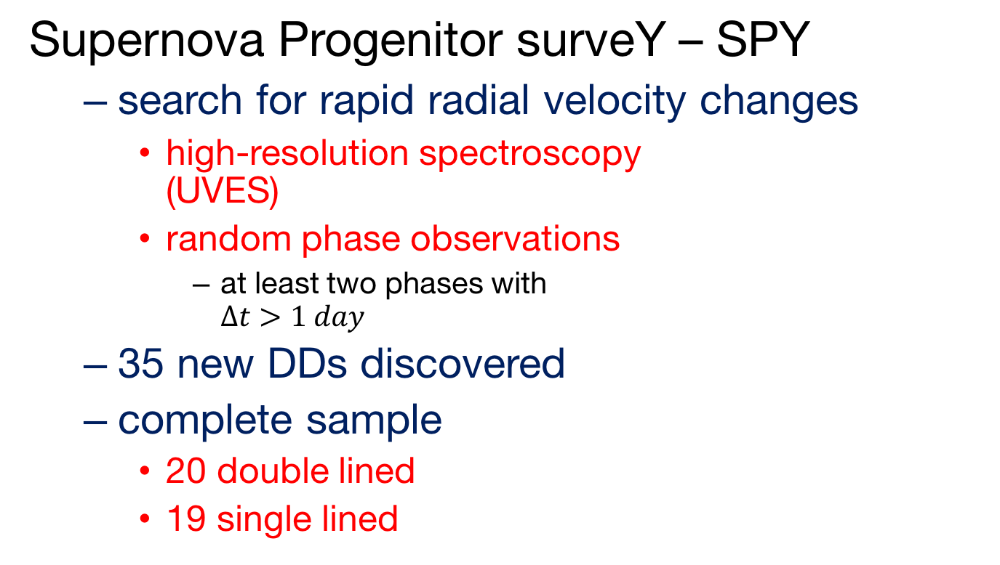 Supernova Progenitor surveY – SPY
– search for rapid radial velocity changes
• high-resolution spectroscopy
(UVES)
• random phase observations
– at least two phases with
Δt > 1 day
– 35 new DDs discovered
– complete sample
• 20 double lined
• 19 single lined